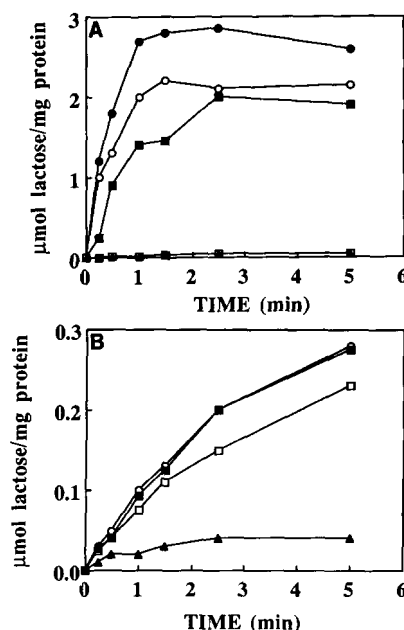 A
μmol lactose/mg protein
3
2
1
0
0 1 2 3 4 5 6
TIME (min)
B
μmol lactose/mg protein
0.3
0.2
0.1
0.0
0 1 2 3 4 5 6
TIME (min)